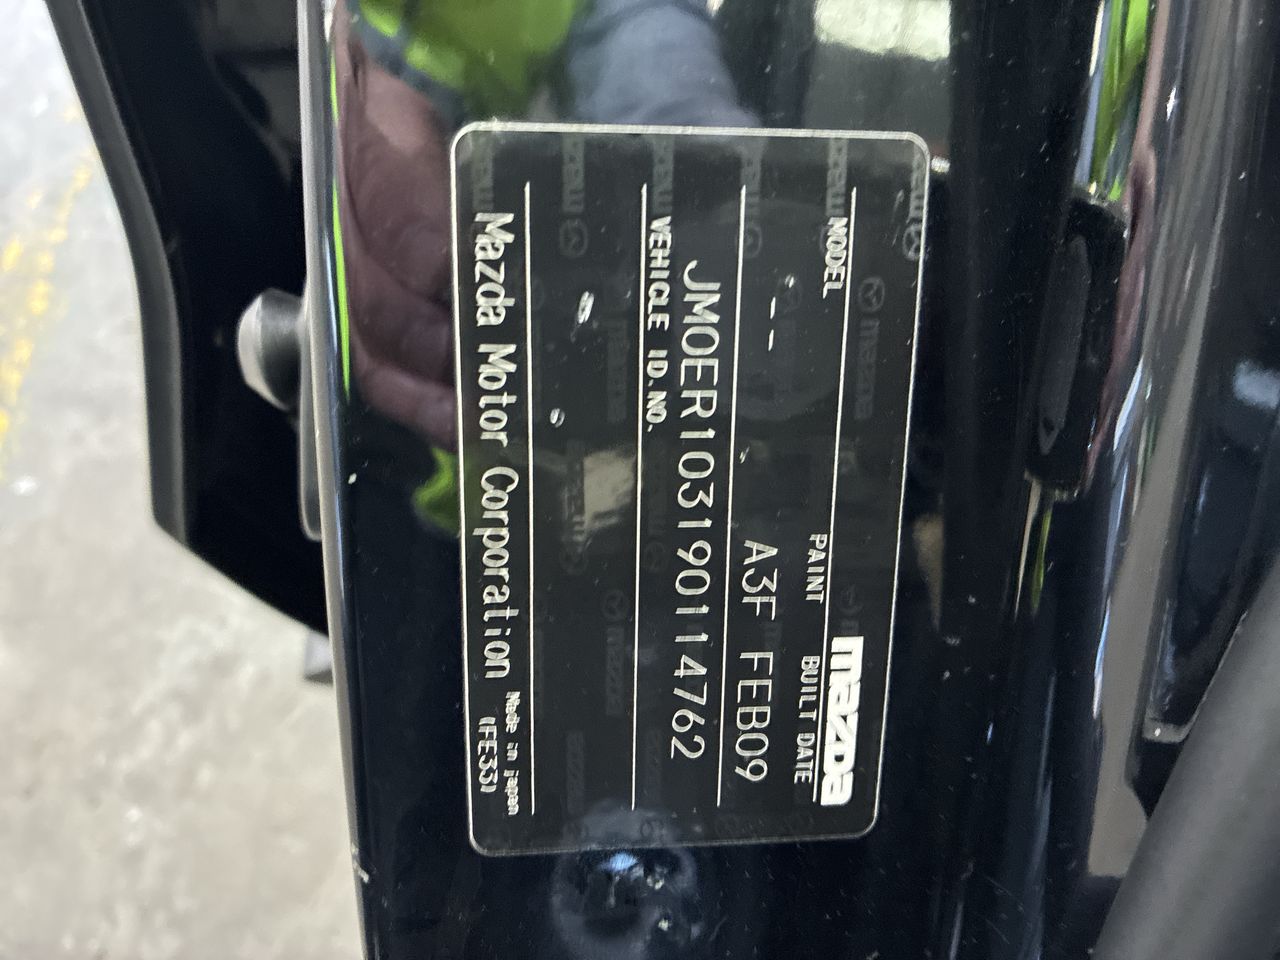 mazda
MODEL PAINT BUILT DATE
-- A3F FEB09
JM0ER103190114762
VEHICLE ID.NO.
Made in japan
Mazda Motor Corporation (FE33)